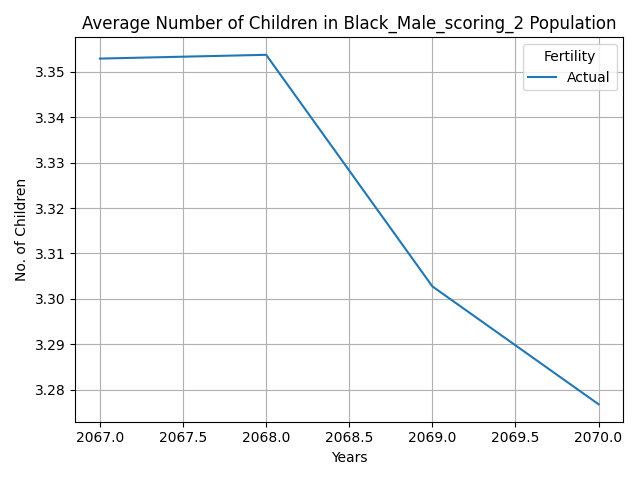 Average Number of Children in Black_Male_scoring_2 Population
Fertility
Actual
No. of Children
3.35
3.34
3.33
3.32
3.31
3.30
3.29
3.28
2067.0 2067.5 2068.0 2068.5 2069.0 2069.5 2070.0
Years